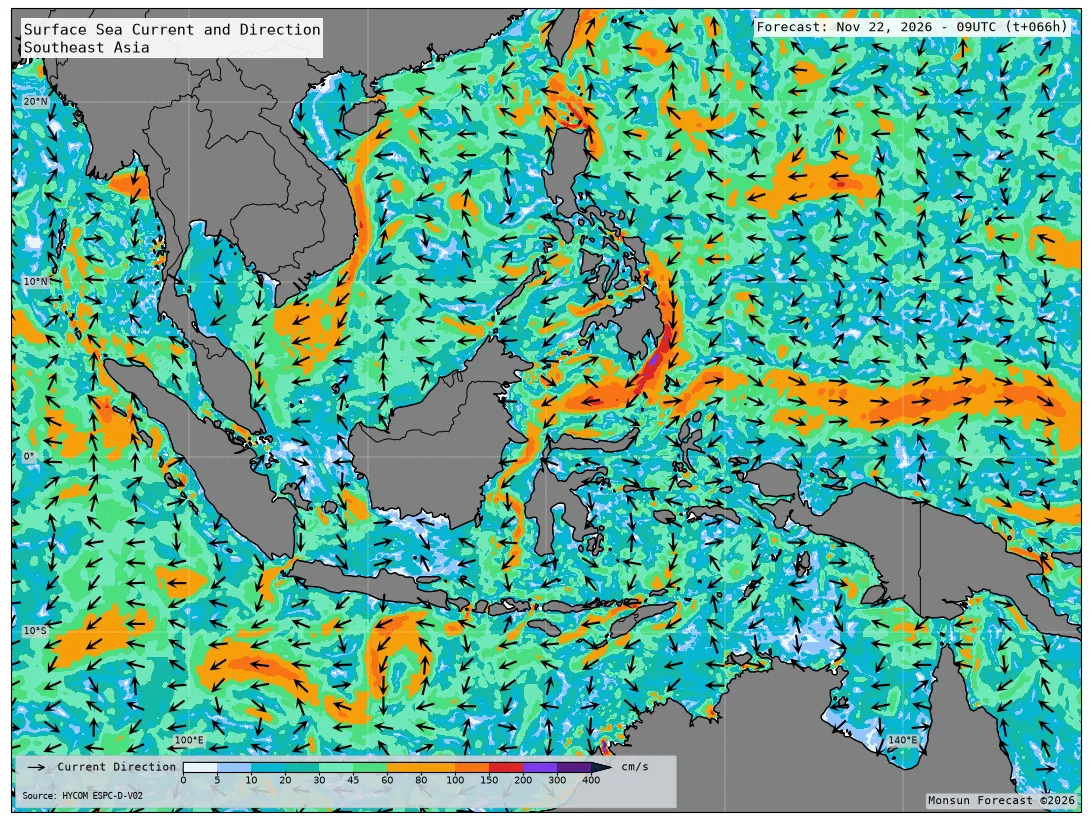 Surface Sea Current and Direction
Southeast Asia
Forecast: Nov 22, 2026 - 09UTC (t+066h)
20°N
10°N
0°
10°S
100°E
140°E
Current Direction
0 5 10 20 30 45 60 80 100 150 200 300 400
cm/s
Source: HYCOM ESPC-D-V02
Monsun Forecast ©2026